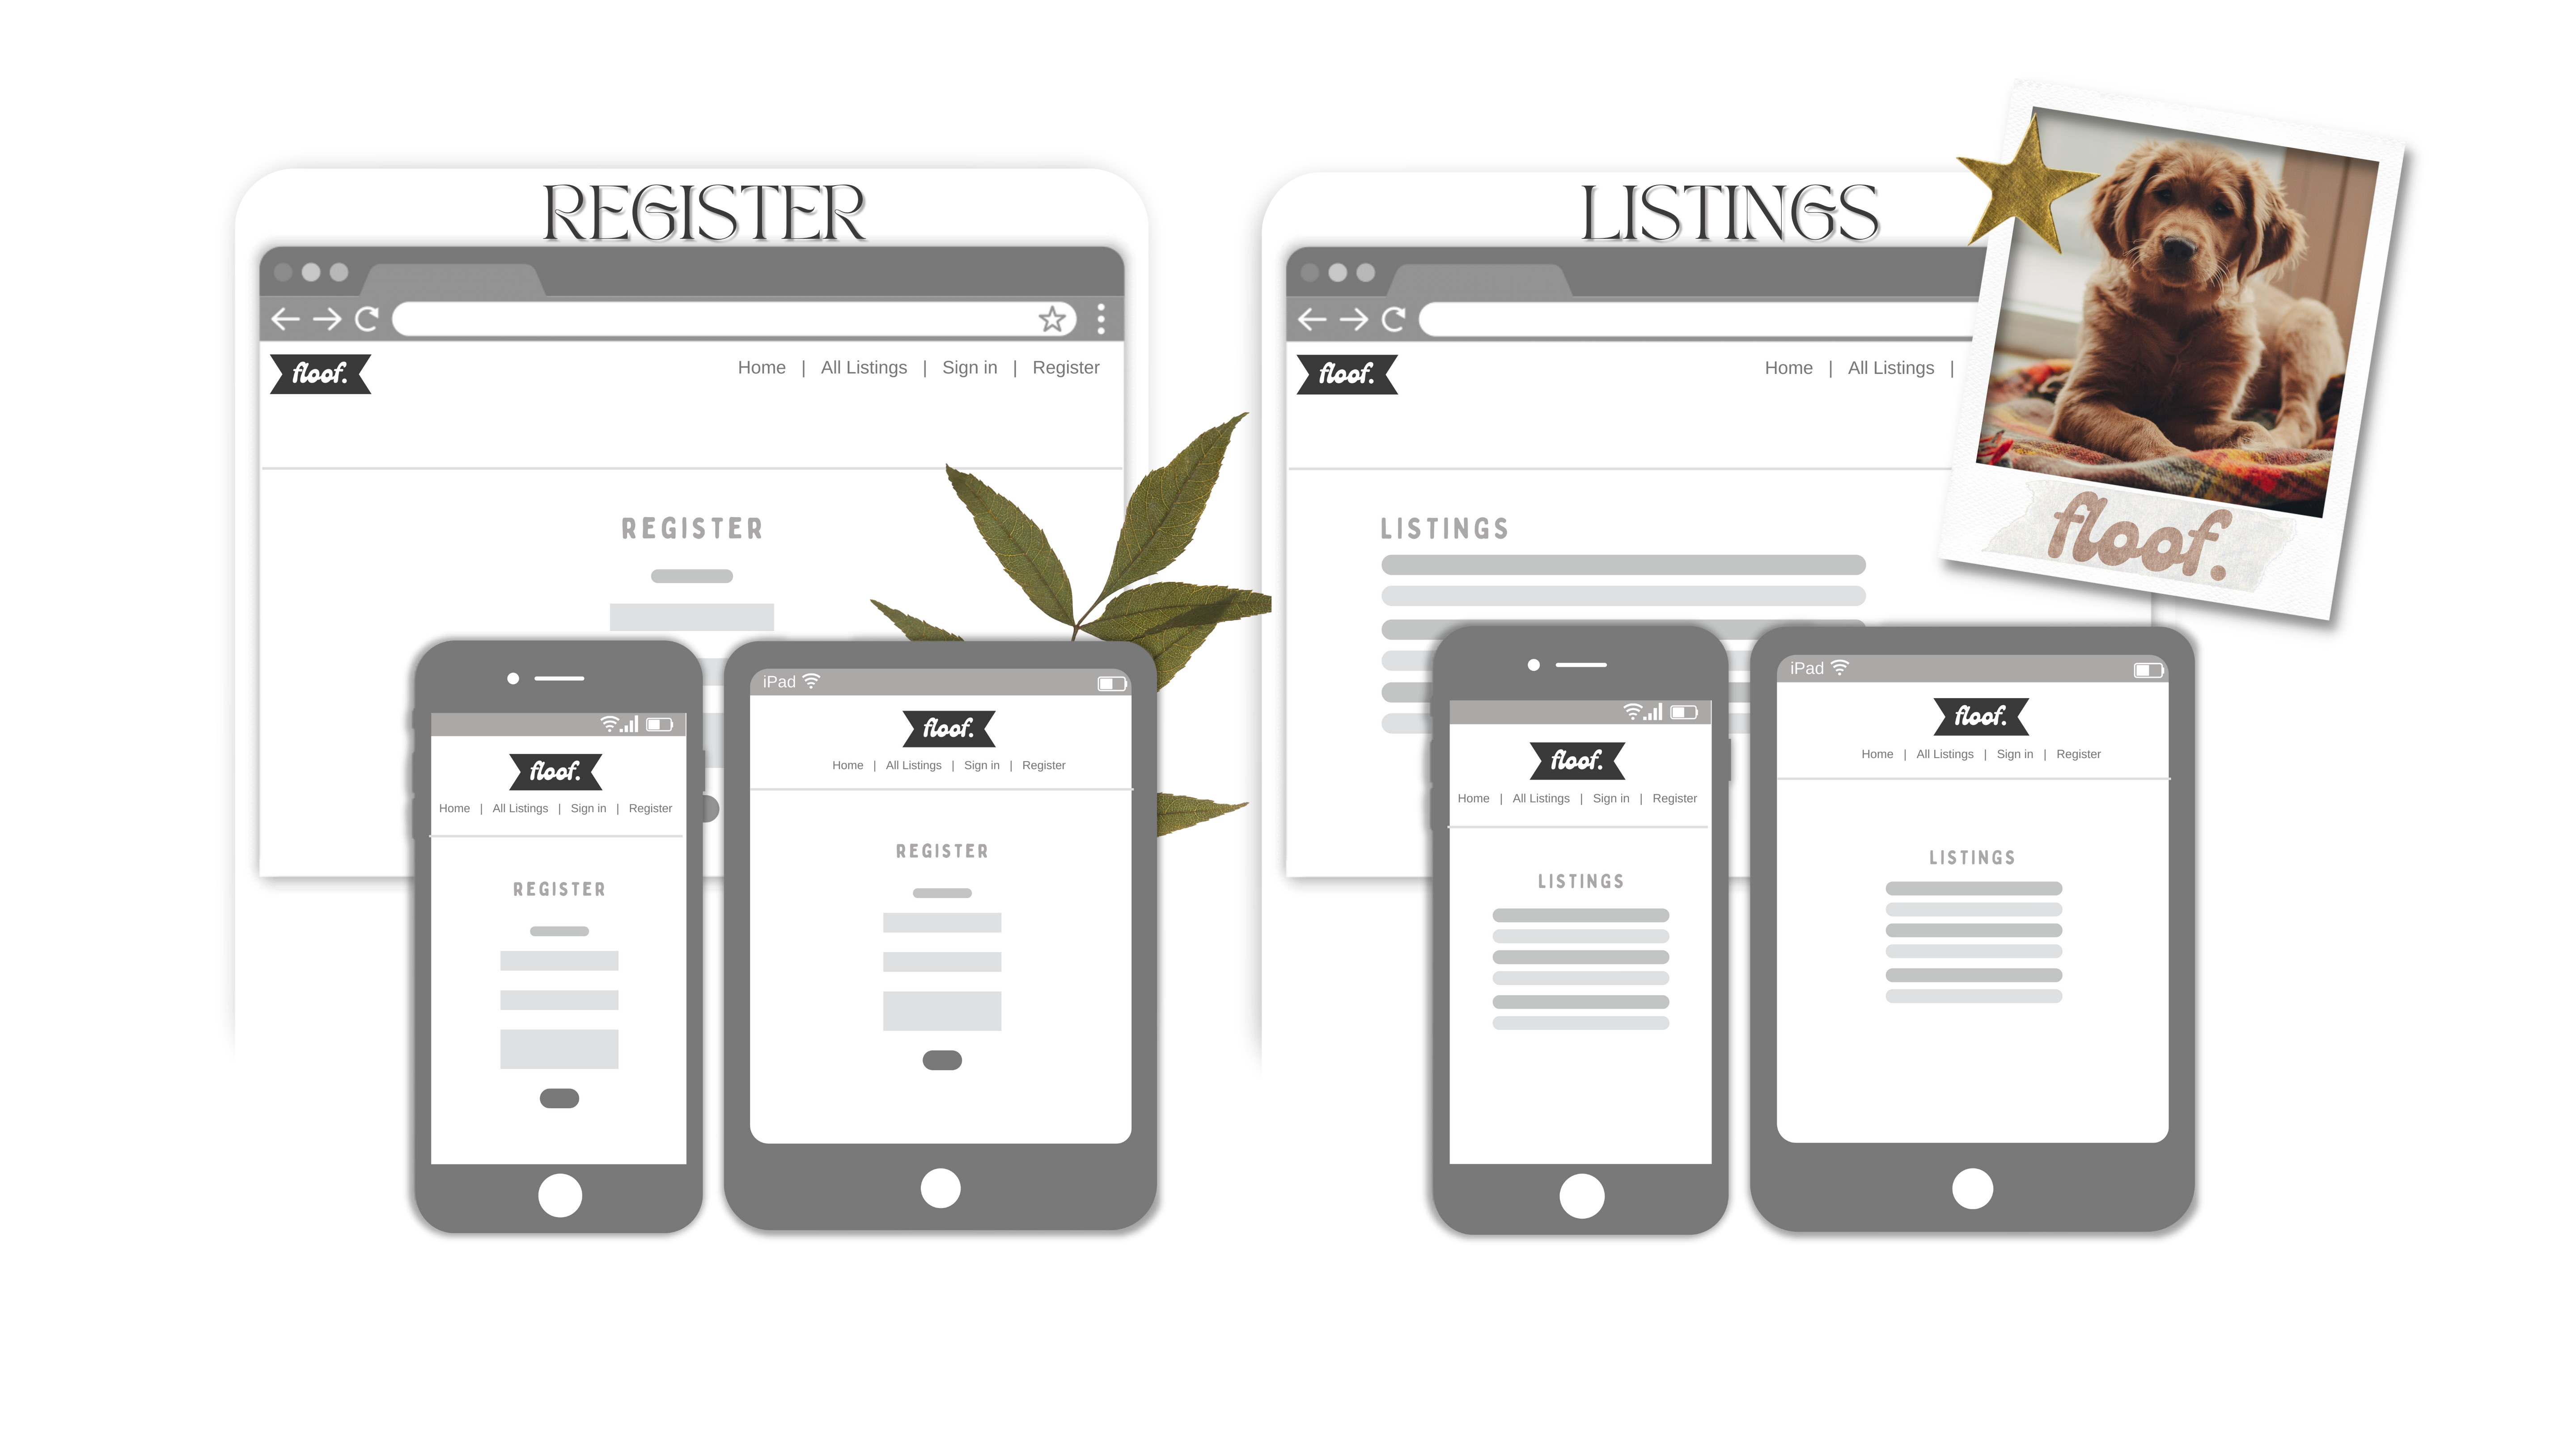 REGISTER
floof.
Home | All Listings | Sign in | Register
REGISTER
floof.
Home | All Listings | Sign in | Register
REGISTER
iPad
floof.
Home | All Listings | Sign in | Register
REGISTER
LISTINGS
floof.
Home | All Listings |
LISTINGS
floof.
floof.
Home | All Listings | Sign in | Register
LISTINGS
iPad
floof.
Home | All Listings | Sign in | Register
LISTINGS